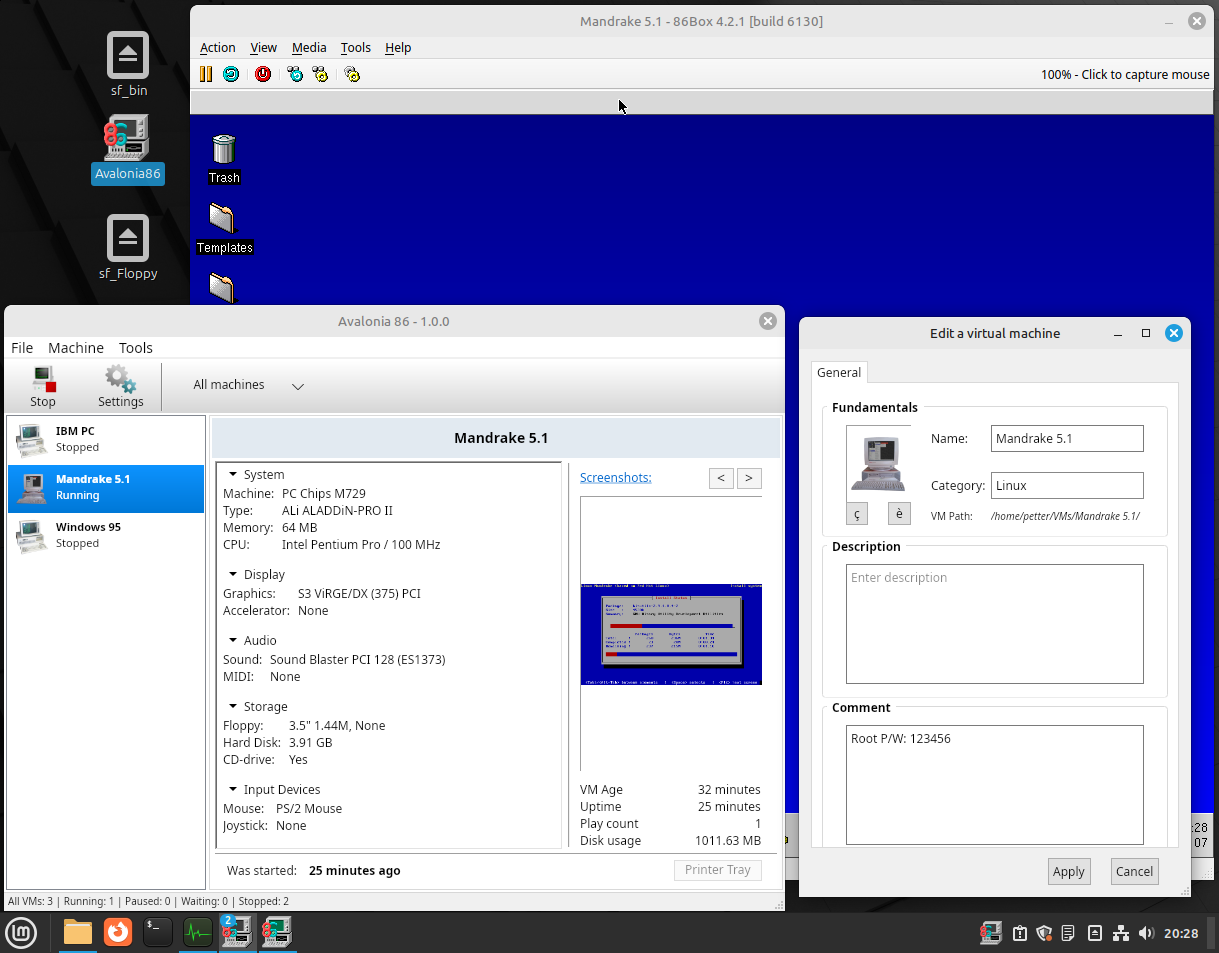 sf_bin
Avalonia86
sf_Floppy
Mandrake 5.1 - 86Box 4.2.1 [build 6130]
Action View Media Tools Help
100% - Click to capture mouse
Trash
Templates
Avalonia 86 - 1.0.0
File Machine Tools
Stop
Settings
All machines
IBM PC
Stopped
Mandrake 5.1
Running
Windows 95
Stopped
Mandrake 5.1
System
Machine: PC Chips M729
Type: ALi ALADDiN-PRO II
Memory: 64 MB
CPU: Intel Pentium Pro / 100 MHz
Display
Graphics: S3 ViRGE/DX (375) PCI
Accelerator: None
Audio
Sound: Sound Blaster PCI 128 (ES1373)
MIDI: None
Storage
Floppy: 3.5" 1.44M, None
Hard Disk: 3.91 GB
CD-drive: Yes
Input Devices
Mouse: PS/2 Mouse
Joystick: None
Screenshots:
< >
VM Age 32 minutes
Uptime 25 minutes
Play count 1
Disk usage 1011.63 MB
Was started: 25 minutes ago
Printer Tray
All VMs: 3 | Running: 1 | Paused: 0 | Waiting: 0 | Stopped: 2
Edit a virtual machine
General
Fundamentals
Name: Mandrake 5.1
Category: Linux
ç è
VM Path: /home/petter/VMs/Mandrake 5.1/
Description
Enter description
Comment
Root P/W: 123456
Apply Cancel
:28
07
2
20:28